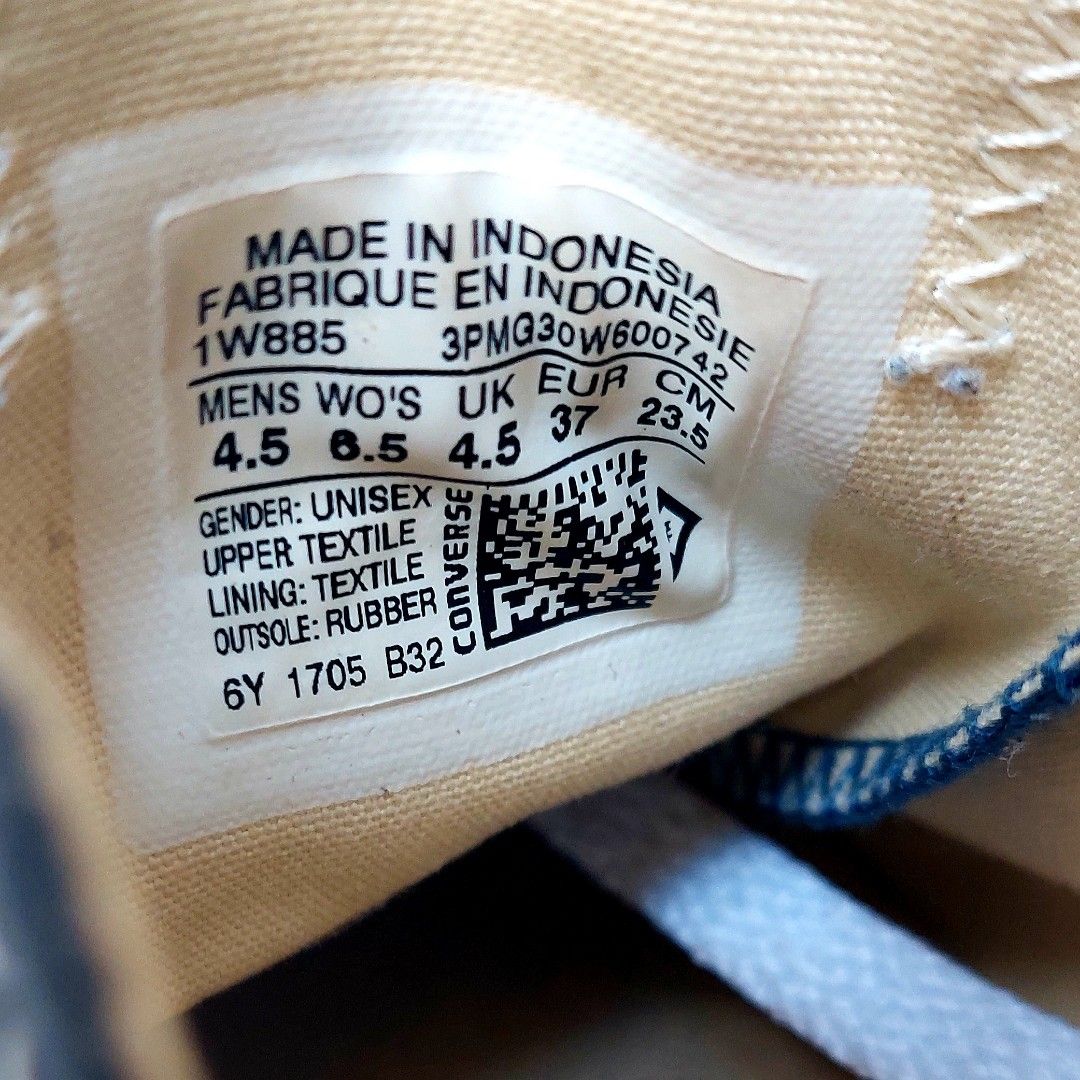 MADE IN INDONESIA
FABRIQUE EN INDONESIE
1W885 3PMG30W600742
MENS WO'S UK EUR CM
4.5 6.5 4.5 37 23.5
GENDER: UNISEX
UPPER TEXTILE
LINING: TEXTILE
OUTSOLE: RUBBER
CONVERSE
6Y 1705 B32